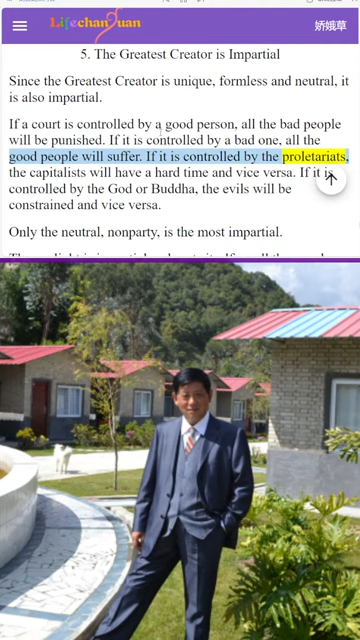 Lifechanyuan
娇娥草
5. The Greatest Creator is Impartial
Since the Greatest Creator is unique, formless and neutral, it
is also impartial.
If a court is controlled by a good person, all the bad people
will be punished. If it is controlled by a bad one, all the
good people will suffer. If it is controlled by the proletariats,
the capitalists will have a hard time and vice versa. If it is
controlled by the God or Buddha, the evils will be
constrained and vice versa.
Only the neutral, nonparty, is the most impartial.